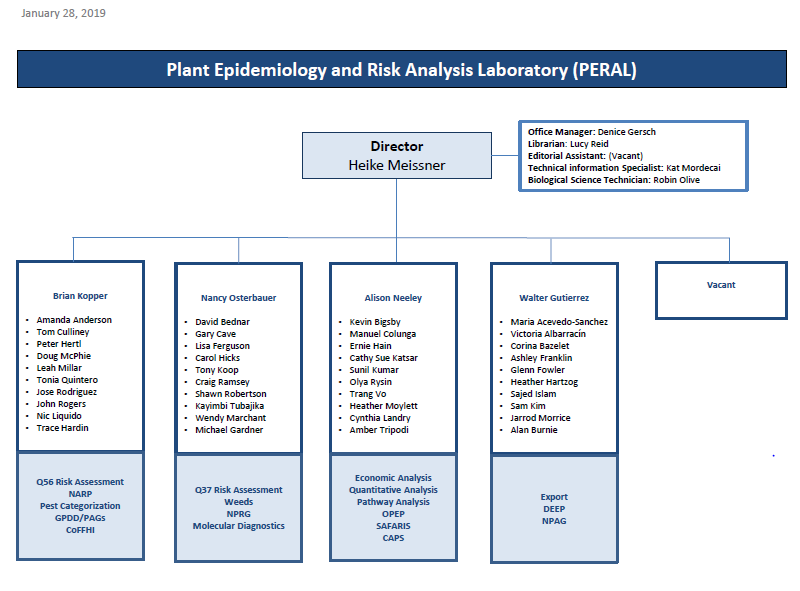 January 28, 2019
Plant Epidemiology and Risk Analysis Laboratory (PERAL)
Director
Heike Meissner
Office Manager: Denice Gersch
Librarian: Lucy Reid
Editorial Assistant: (Vacant)
Technical information Specialist: Kat Mordecai
Biological Science Technician: Robin Olive
Brian Kopper
• Amanda Anderson
• Tom Culliney
• Peter Hertl
• Doug McPhie
• Leah Millar
• Tonia Quintero
• Jose Rodriguez
• John Rogers
• Nic Liquido
• Trace Hardin
Q56 Risk Assessment
NARP
Pest Categorization
GPDD/PAGs
CoFFHI
Nancy Osterbauer
• David Bednar
• Gary Cave
• Lisa Ferguson
• Carol Hicks
• Tony Koop
• Craig Ramsey
• Shawn Robertson
• Kayimbi Tubajika
• Wendy Marchant
• Michael Gardner
Q37 Risk Assessment
Weeds
NPRG
Molecular Diagnostics
Alison Neeley
• Kevin Bigsby
• Manuel Colunga
• Ernie Hain
• Cathy Sue Katsar
• Sunil Kumar
• Olya Rysin
• Trang Vo
• Heather Moylett
• Cynthia Landry
• Amber Tripodi
Economic Analysis
Quantitative Analysis
Pathway Analysis
OPEP
SAFARIS
CAPS
Walter Gutierrez
• Maria Acevedo-Sanchez
• Victoria Albarracín
• Corina Bazelet
• Ashley Franklin
• Glenn Fowler
• Heather Hartzog
• Sajed Islam
• Sam Kim
• Jarrod Morrice
• Alan Burnie
Export
DEEP
NPAG
Vacant